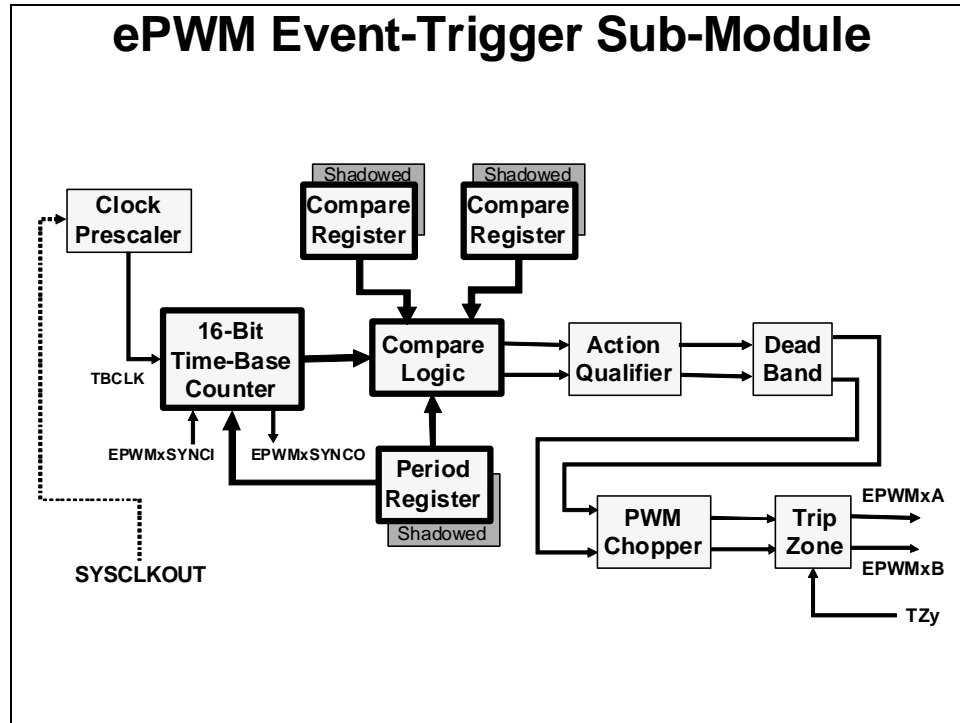 ePWM Event-Trigger Sub-Module
Shadowed
Compare
Register
Shadowed
Compare
Register
Clock
Prescaler
16-Bit
Time-Base
Counter
TBCLK
Compare
Logic
Action
Qualifier
Dead
Band
EPWMxSYNCI
EPWMxSYNCO
Period
Register
Shadowed
PWM
Chopper
Trip
Zone
EPWMxA
EPWMxB
TZy
SYSCLKOUT